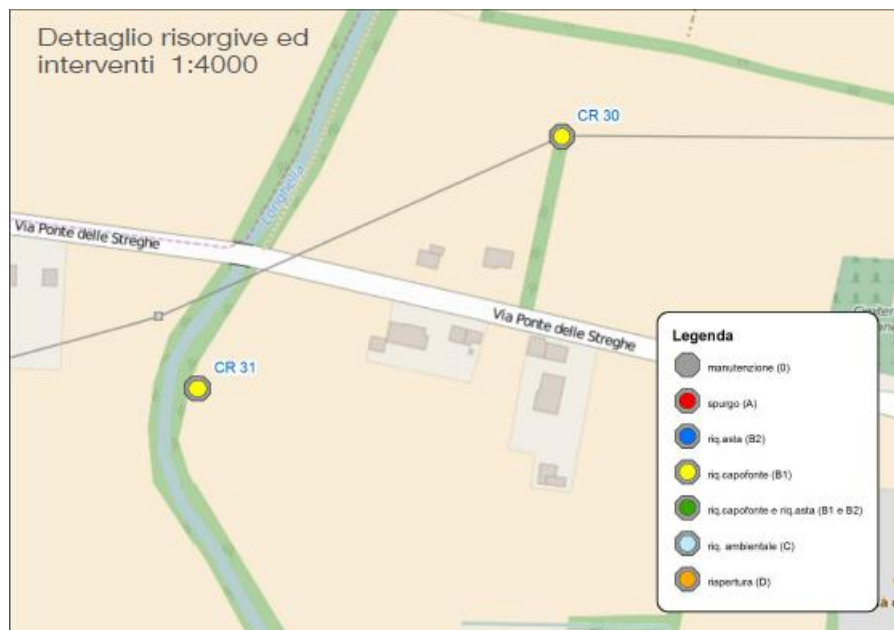 Dettaglio risorgive ed
interventi 1:4000
CR 30
Longhella
Via Ponte delle Streghe
Via Ponte delle Streghe
CR 31
Legenda
manutenzione (0)
spurgo (A)
riq.asta (B2)
riq.capofonte (B1)
riq.capofonte e riq.asta (B1 e B2)
riq. ambientale (C)
riapertura (D)